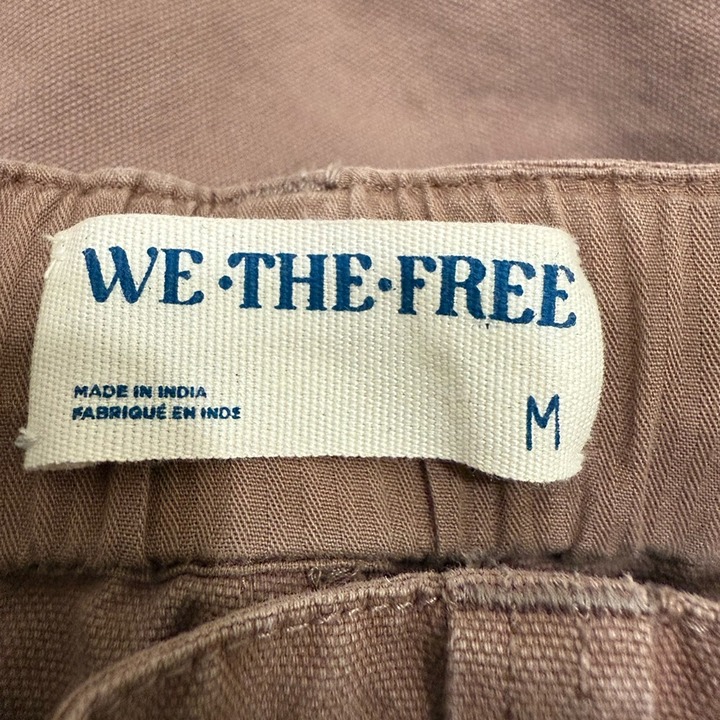 WE·THE·FREE
MADE IN INDIA
FABRIQUÉ EN INDE
M